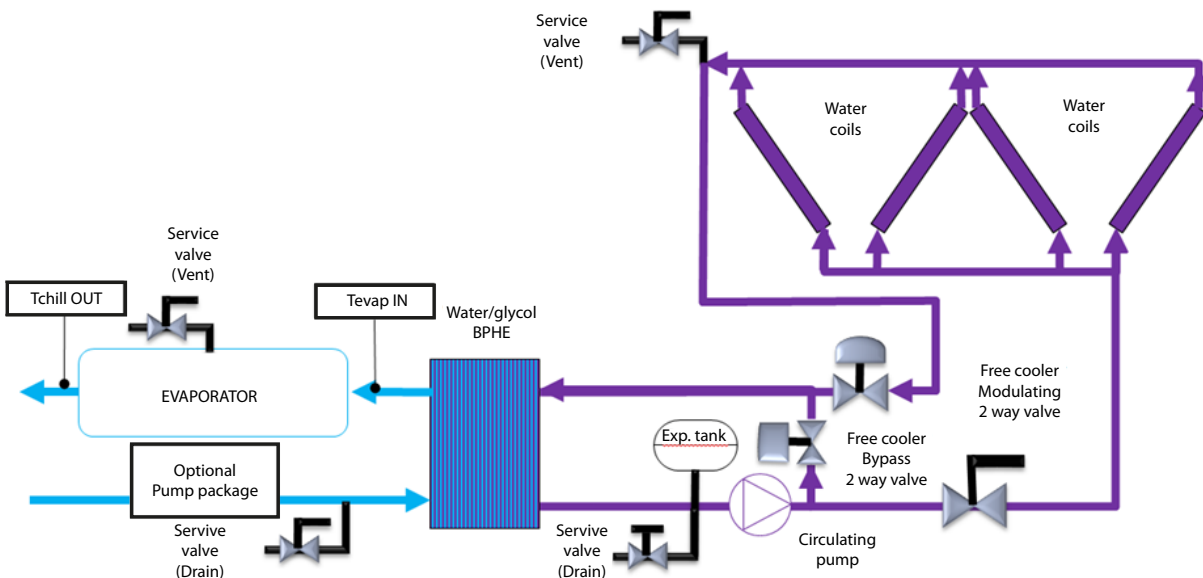 Service
valve
(Vent)
Water
coils
Water
coils
Service
valve
(Vent)
Tchill OUT
Tevap IN
Water/glycol
BPHE
EVAPORATOR
Free cooler
Modulating
2 way valve
Exp. tank
Free cooler
Bypass
2 way valve
Optional
Pump package
Servive
valve
(Drain)
Servive
valve
(Drain)
Circulating
pump